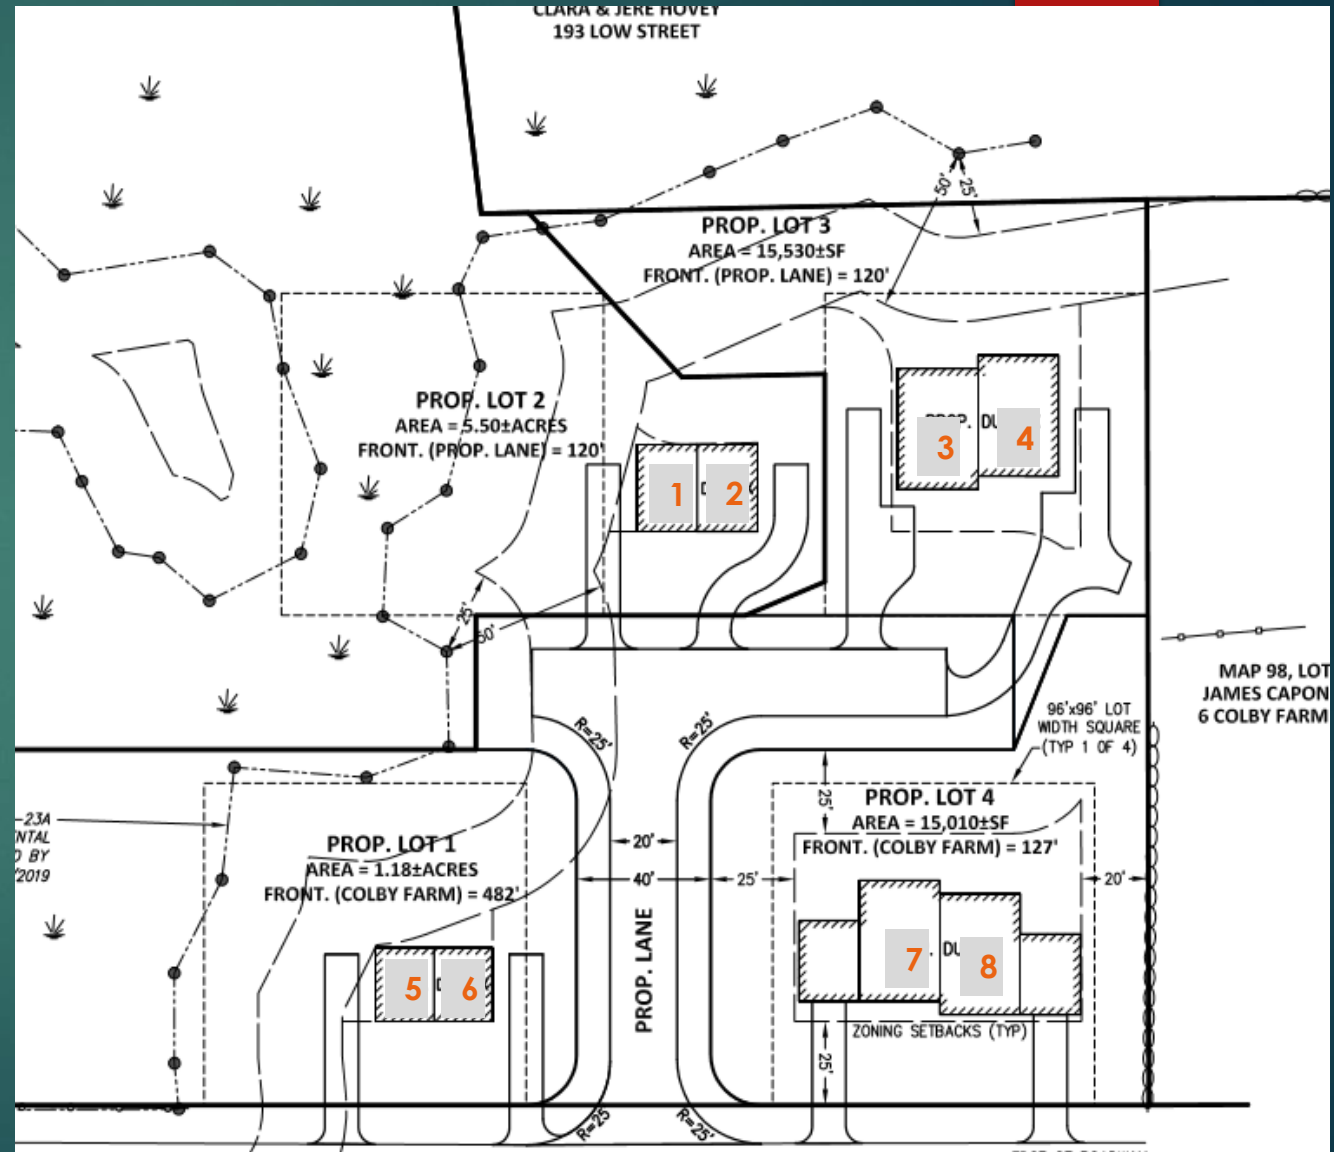 CLARA & JERE HOVEY
193 LOW STREET
50'
25'
PROP. LOT 3
AREA = 15,530±SF
FRONT. (PROP. LANE) = 120'
PROP. LOT 2
AREA = 5.50±ACRES
FRONT. (PROP. LANE) = 120'
1
2
3
4
25'
50'
MAP 98, LOT
JAMES CAPON
6 COLBY FARM
96'x96' LOT
WIDTH SQUARE
(TYP 1 OF 4)
R=25'
R=25'
-23A
NTAL
D BY
/2019
PROP. LOT 1
AREA = 1.18±ACRES
FRONT. (COLBY FARM) = 482'
20'
40'
25'
PROP. LANE
25'
PROP. LOT 4
AREA = 15,010±SF
FRONT. (COLBY FARM) = 127'
20'
5
6
7
8
ZONING SETBACKS (TYP)
25'
R=25
R=25'